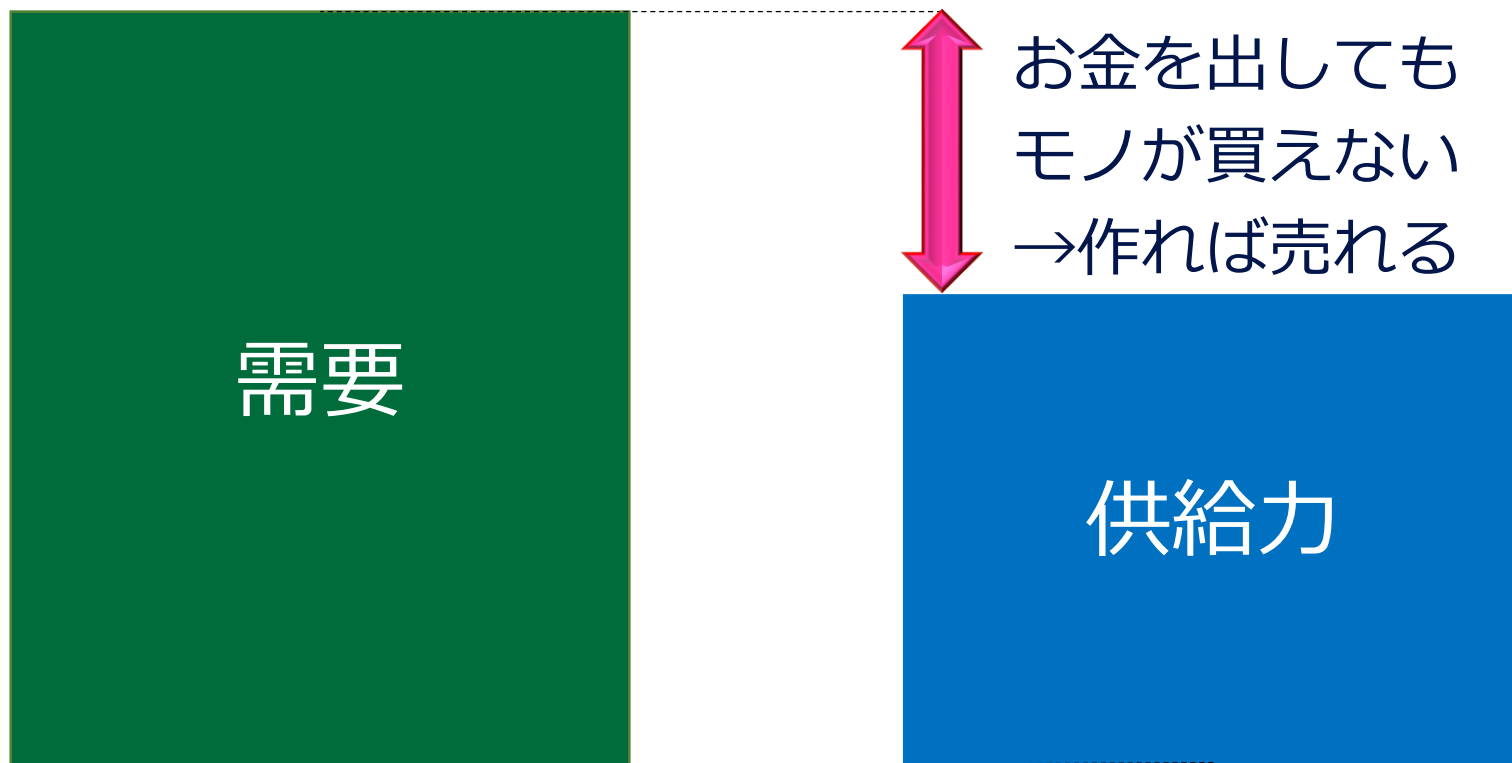 お金を出しても
モノが買えない
→作れば売れる
需要
供給力